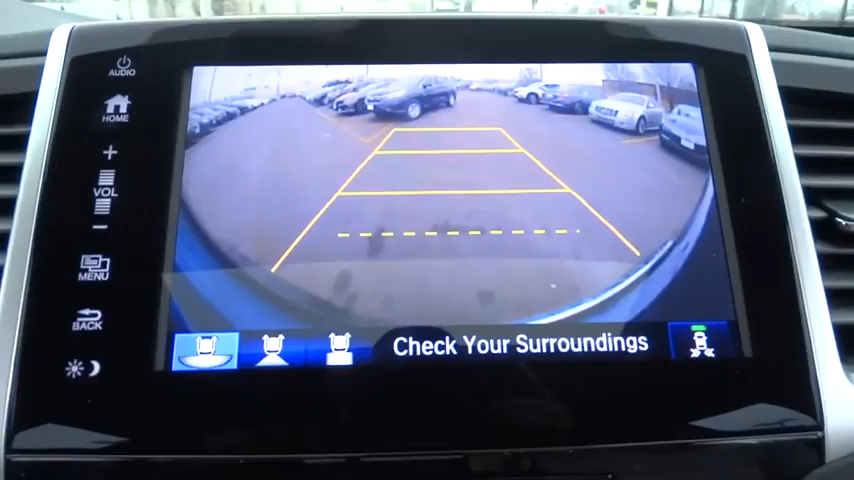 AUDIO
HOME
+
VOL
−
MENU
BACK
Check Your Surroundings